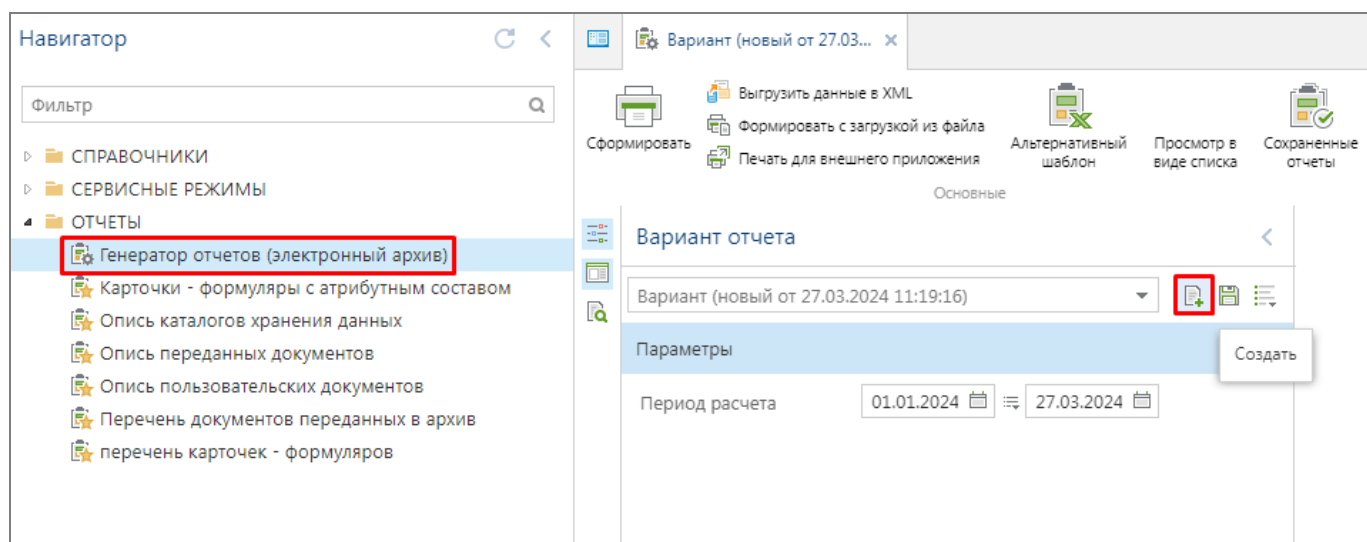 Навигатор
Фильтр
СПРАВОЧНИКИ
СЕРВИСНЫЕ РЕЖИМЫ
ОТЧЕТЫ
Генератор отчетов (электронный архив)
Карточки - формуляры с атрибутным составом
Опись каталогов хранения данных
Опись переданных документов
Опись пользовательских документов
Перечень документов переданных в архив
перечень карточек - формуляров
Вариант (новый от 27.03...
Сформировать
Выгрузить данные в XML
Формировать с загрузкой из файла
Печать для внешнего приложения
Альтернативный
шаблон
Просмотр в
виде списка
Сохраненные
отчеты
Основные
Вариант отчета
Вариант (новый от 27.03.2024 11:19:16)
Создать
Параметры
Период расчета 01.01.2024 27.03.2024